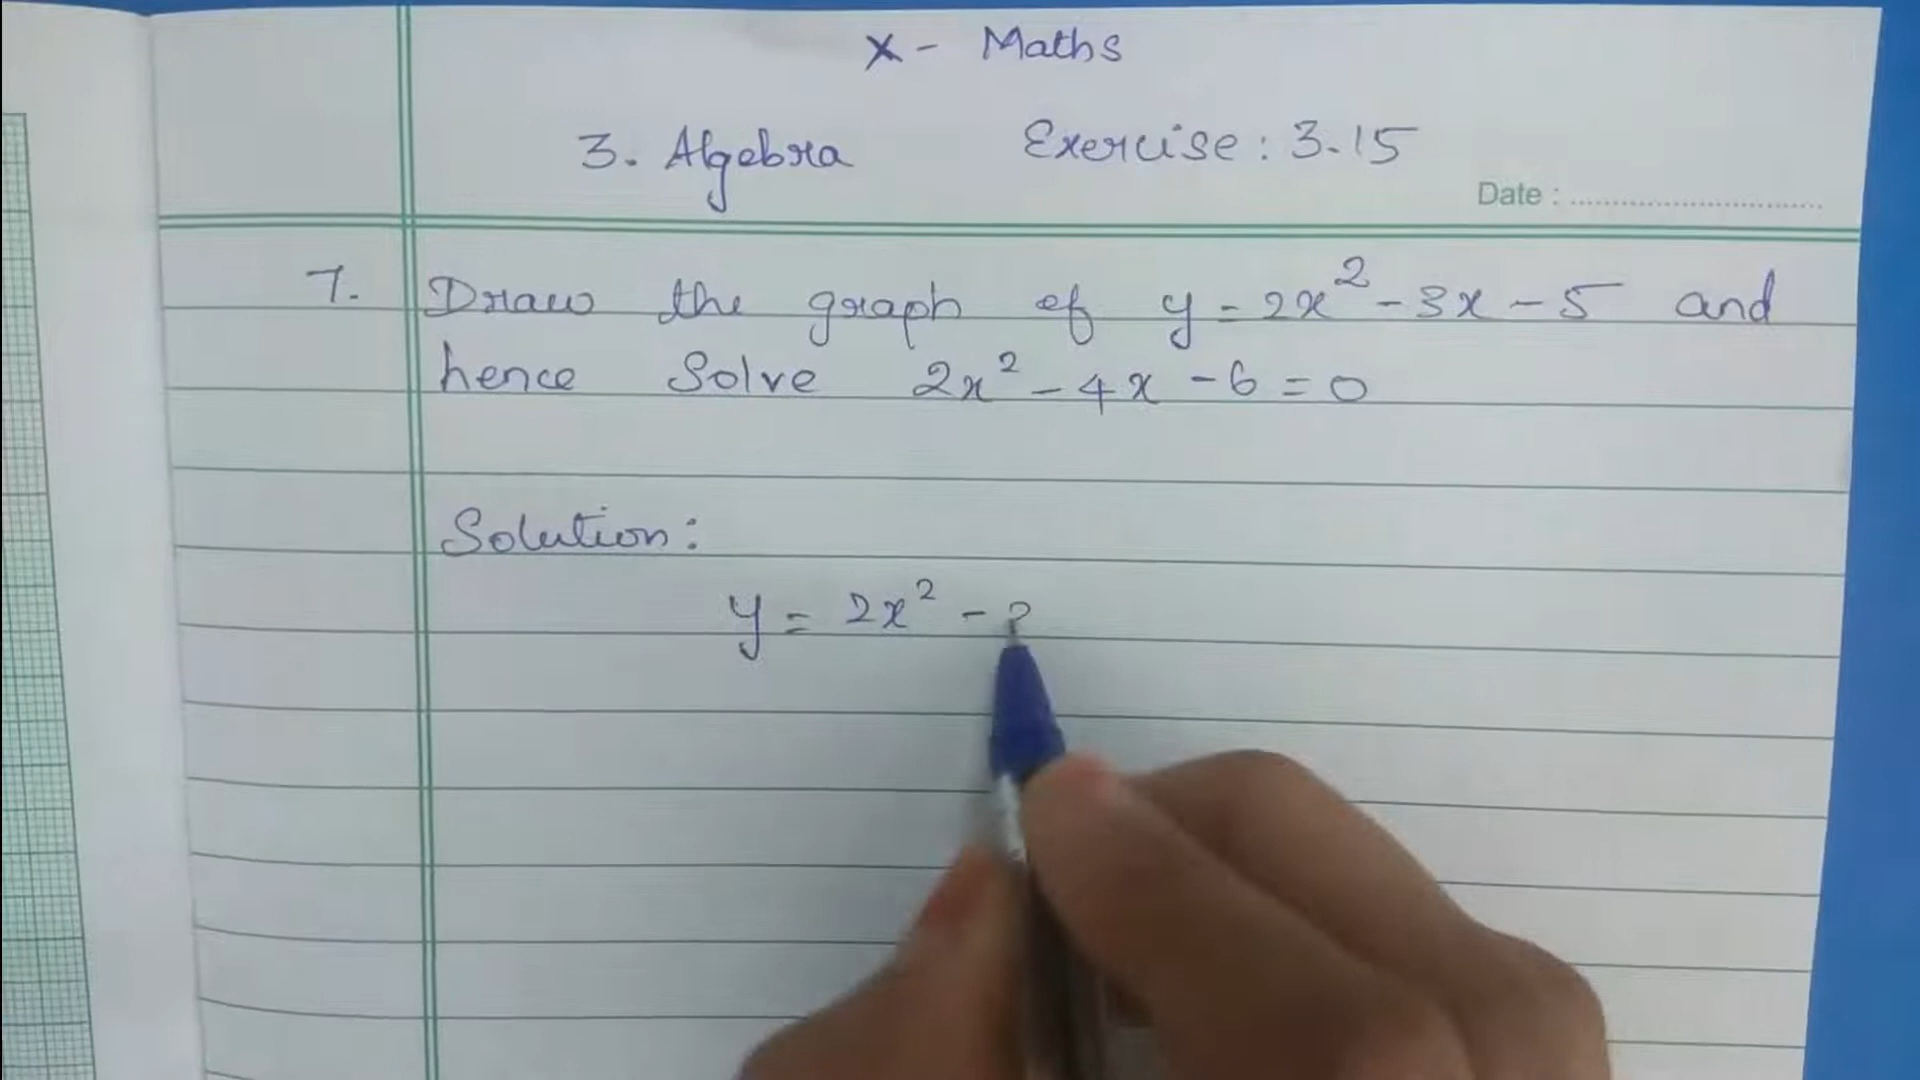 X - Maths
3. Algebra Exercise : 3.15
Date :
7. Draw the graph of y = 2x² - 3x - 5 and
hence Solve 2x² - 4x - 6 = 0
Solution :
y = 2x² -